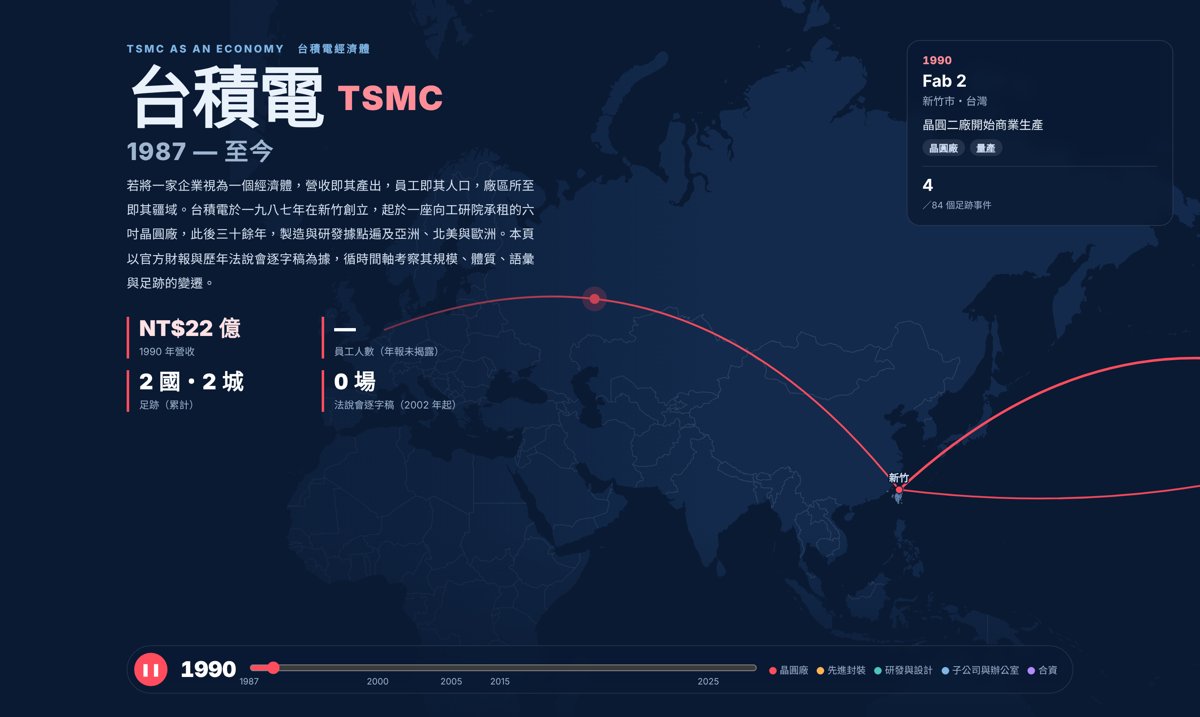 TSMC AS AN ECONOMY 台積電經濟體
台積電 TSMC
1987 — 至今
若將一家企業視為一個經濟體，營收即其產出，員工即其人口，廠區所至
即其疆域。台積電於一九八七年在新竹創立，起於一座向工研院承租的六
吋晶圓廠，此後三十餘年，製造與研發據點遍及亞洲、北美與歐洲。本頁
以官方財報與歷年法說會逐字稿為據，循時間軸考察其規模、體質、語彙
與足跡的變遷。
NT$22 億
1990 年營收
—
員工人數（年報未揭露）
2 國・2 城
足跡（累計）
0 場
法說會逐字稿（2002 年起）
1990
Fab 2
新竹市・台灣
晶圓二廠開始商業生產
晶圓廠 量產
4
／84 個足跡事件
新竹
1990
1987 2000 2005 2015 2025
晶圓廠 先進封裝 研發與設計 子公司與辦公室 合資